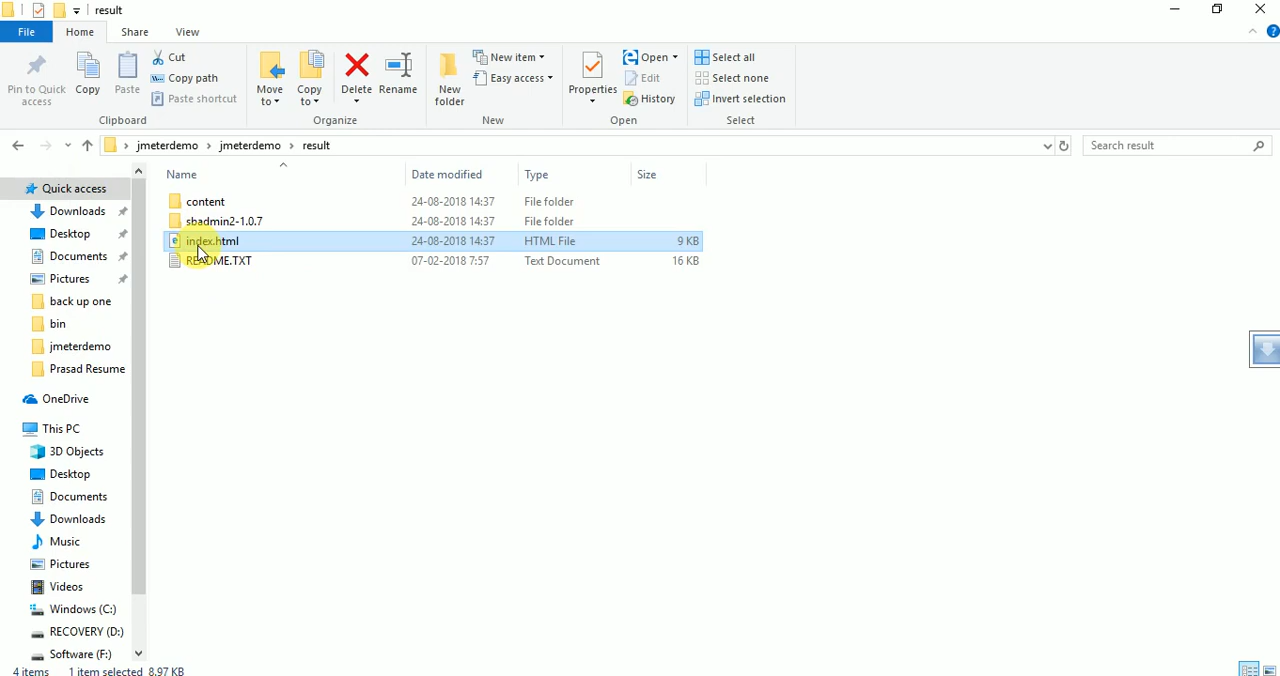 result
File Home Share View
Pin to Quick access
Copy
Paste
Cut
Copy path
Paste shortcut
Move to
Copy to
Delete
Rename
New folder
New item
Easy access
Properties
Open
Edit
History
Select all
Select none
Invert selection
Clipboard Organize New Open Select
jmeterdemo jmeterdemo result
Search result
Name Date modified Type Size
content 24-08-2018 14:37 File folder
sbadmin2-1.0.7 24-08-2018 14:37 File folder
index.html 24-08-2018 14:37 HTML File 9 KB
README.TXT 07-02-2018 7:57 Text Document 16 KB
Quick access
Downloads
Desktop
Documents
Pictures
back up one
bin
jmeterdemo
Prasad Resume
OneDrive
This PC
3D Objects
Desktop
Documents
Downloads
Music
Pictures
Videos
Windows (C:)
RECOVERY (D:)
Software (F:)
4 items 1 item selected 8.97 KB